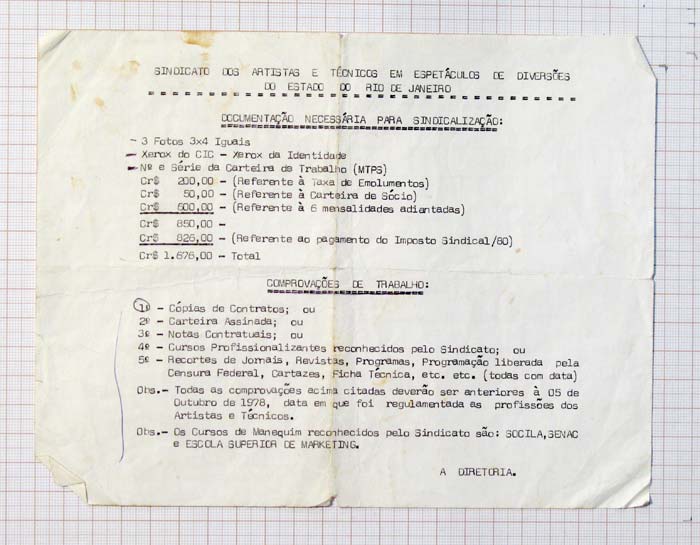 SINDICATO DOS ARTISTAS E TÉCNICOS EM ESPETÁCULOS DE DIVERSÕES
DO ESTADO DO RIO DE JANEIRO
DOCUMENTAÇÃO NECESSÁRIA PARA SINDICALIZAÇÃO:
- 3 Fotos 3x4 Iguais
- Xerox do CIC - Xerox da Identidade
- Nº e Série da Carteira de Trabalho (MTPS)
Cr$ 200,00 - (Referente à Taxa de Emolumentos)
Cr$ 50,00 - (Referente à Carteira de Sócio)
Cr$ 600,00 - (Referente à 6 mensalidades adiantadas)
Cr$ 850,00 -
Cr$ 826,00 - (Referente ao pagamento do Imposto Sindical/80)
Cr$ 1.676,00 - Total
COMPROVAÇÕES DE TRABALHO:
1º - Cópias de Contratos; ou
2º - Carteira Assinada; ou
3º - Notas Contratuais; ou
4º - Cursos Profissionalizantes reconhecidos pelo Sindicato; ou
5º - Recortes de Jornais, Revistas, Programas, Programação liberada pela
Censura Federal, Cartazes, Ficha Técnica, etc. etc. (todas com data)
Obs.- Todas as comprovações acima citadas deverão ser anteriores à 05 de
Outubro de 1978, data em que foi regulamentada as profissões dos
Artistas e Técnicos.
Obs.- Os Cursos de Manequim reconhecidos pelo Sindicato são: SOCILA,SENAC
e ESCOLA SUPERIOR DE MARKETING.
A DIRETORIA.